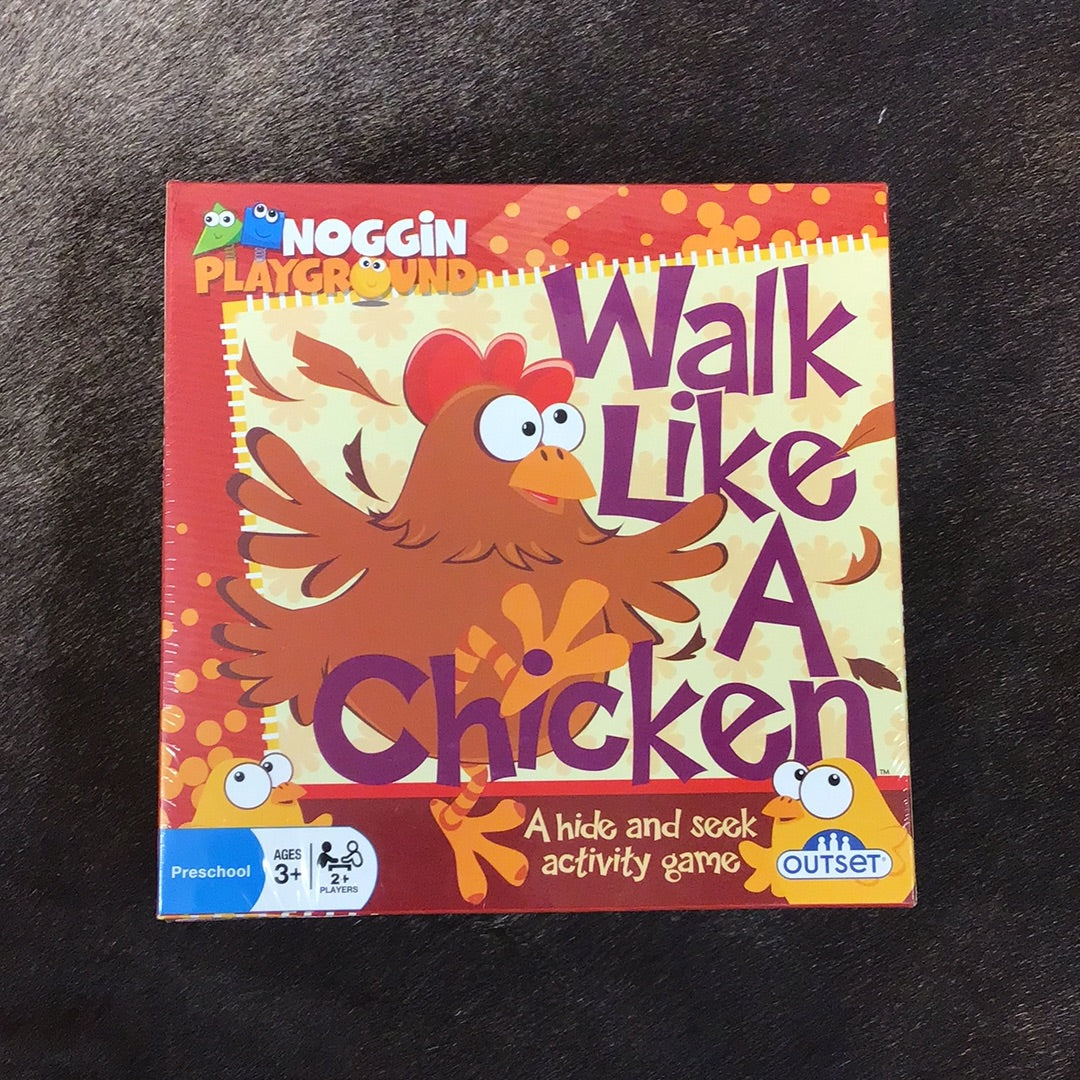 NOGGiN
PLAYGROUND
Walk
Like
A
Chicken
TM
A hide and seek
activity game
Preschool
AGES
3+
2+
PLAYERS
OUTSET®